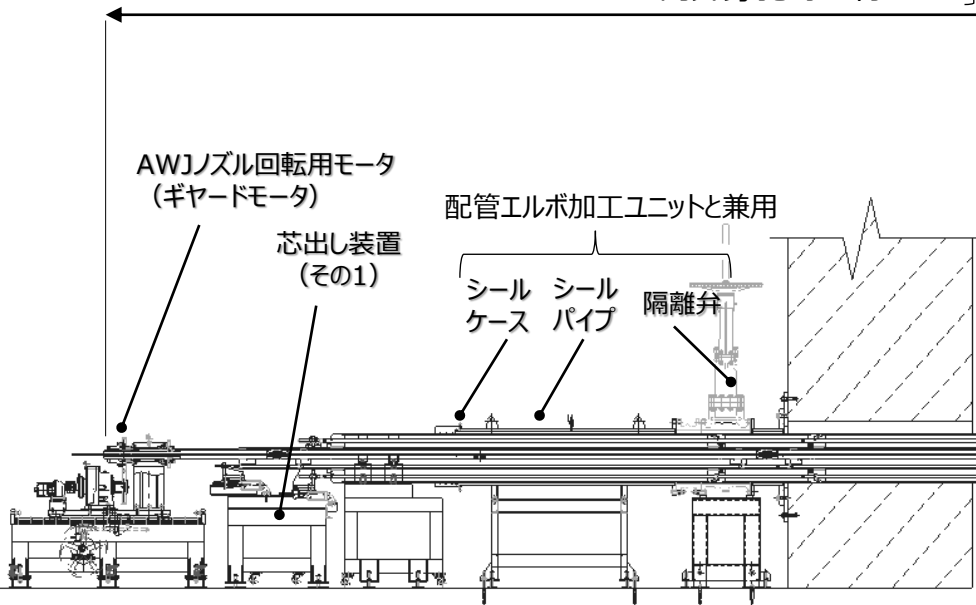 AWJノズル回転用モータ
（ギヤードモータ）
芯出し装置
（その1）
配管エルボ加工ユニットと兼用
シール
ケース
シール
パイプ
隔離弁